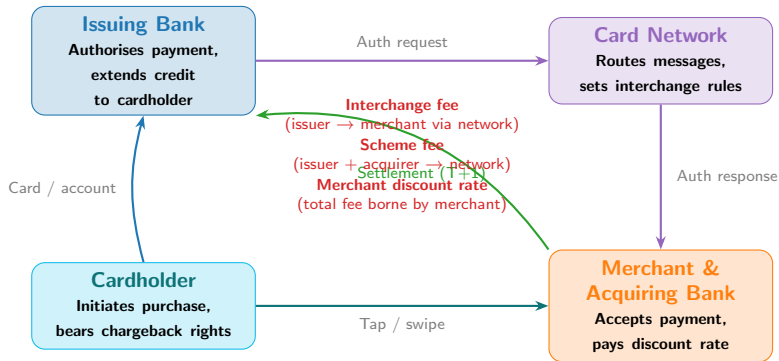 Issuing Bank
Authorises payment,
extends credit
to cardholder
Auth request
Card Network
Routes messages,
sets interchange rules
Interchange fee
(issuer → merchant via network)
Scheme fee
(issuer + acquirer → network)
Settlement (T+1)
Merchant discount rate
(total fee borne by merchant)
Card / account
Auth response
Cardholder
Initiates purchase,
bears chargeback rights
Tap / swipe
Merchant &
Acquiring Bank
Accepts payment,
pays discount rate